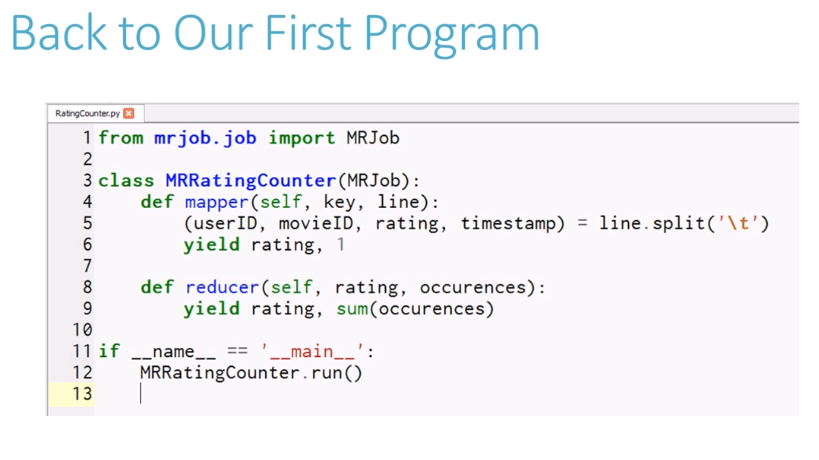 Back to Our First Program
RatingCounter.py
1 from mrjob.job import MRJob
2
3 class MRRatingCounter(MRJob):
4     def mapper(self, key, line):
5         (userID, movieID, rating, timestamp) = line.split('\t')
6         yield rating, 1
7
8     def reducer(self, rating, occurences):
9         yield rating, sum(occurences)
10
11 if __name__ == '__main__':
12     MRRatingCounter.run()
13